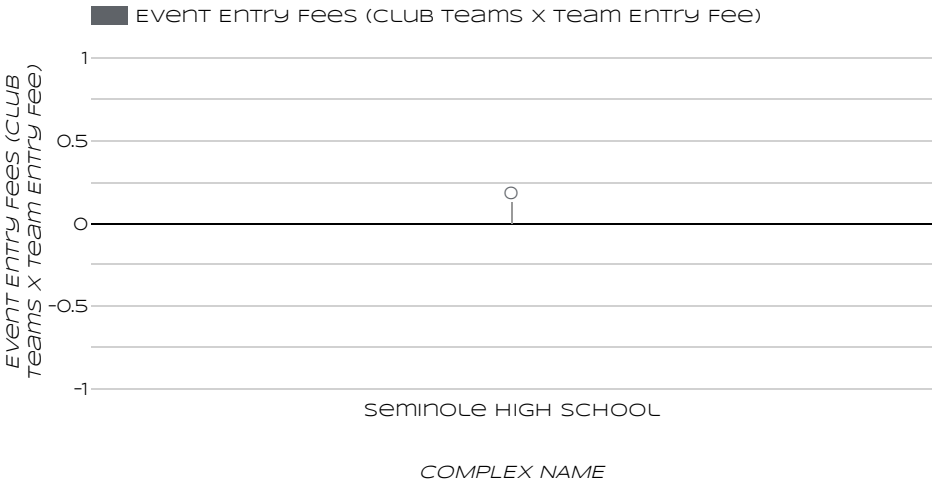 Event Entry Fees (Club Teams x Team Entry Fee)
Event Entry Fees (Club
Teams x Team Entry Fee)
1
0.5
0
-0.5
-1
0
Seminole High School
COMPLEX NAME